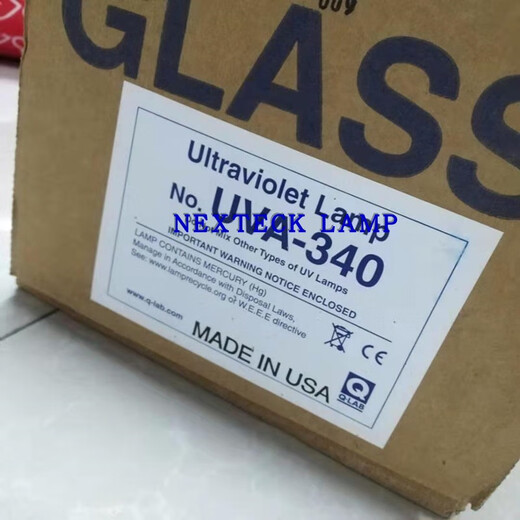 009
GLASS
Ultraviolet Lamp
No. UVA-340
NEXTECK LAMP
Mix Other Types of UV Lamps
IMPORTANT WARNING NOTICE ENCLOSED
LAMP CONTAINS MERCURY (Hg)
Manage in Accordance with Disposal Laws,
See: www.lamprecycle.org or W.E.E.E directive
www.q-lab.com
MADE IN USA
CE
Q
Q-LAB